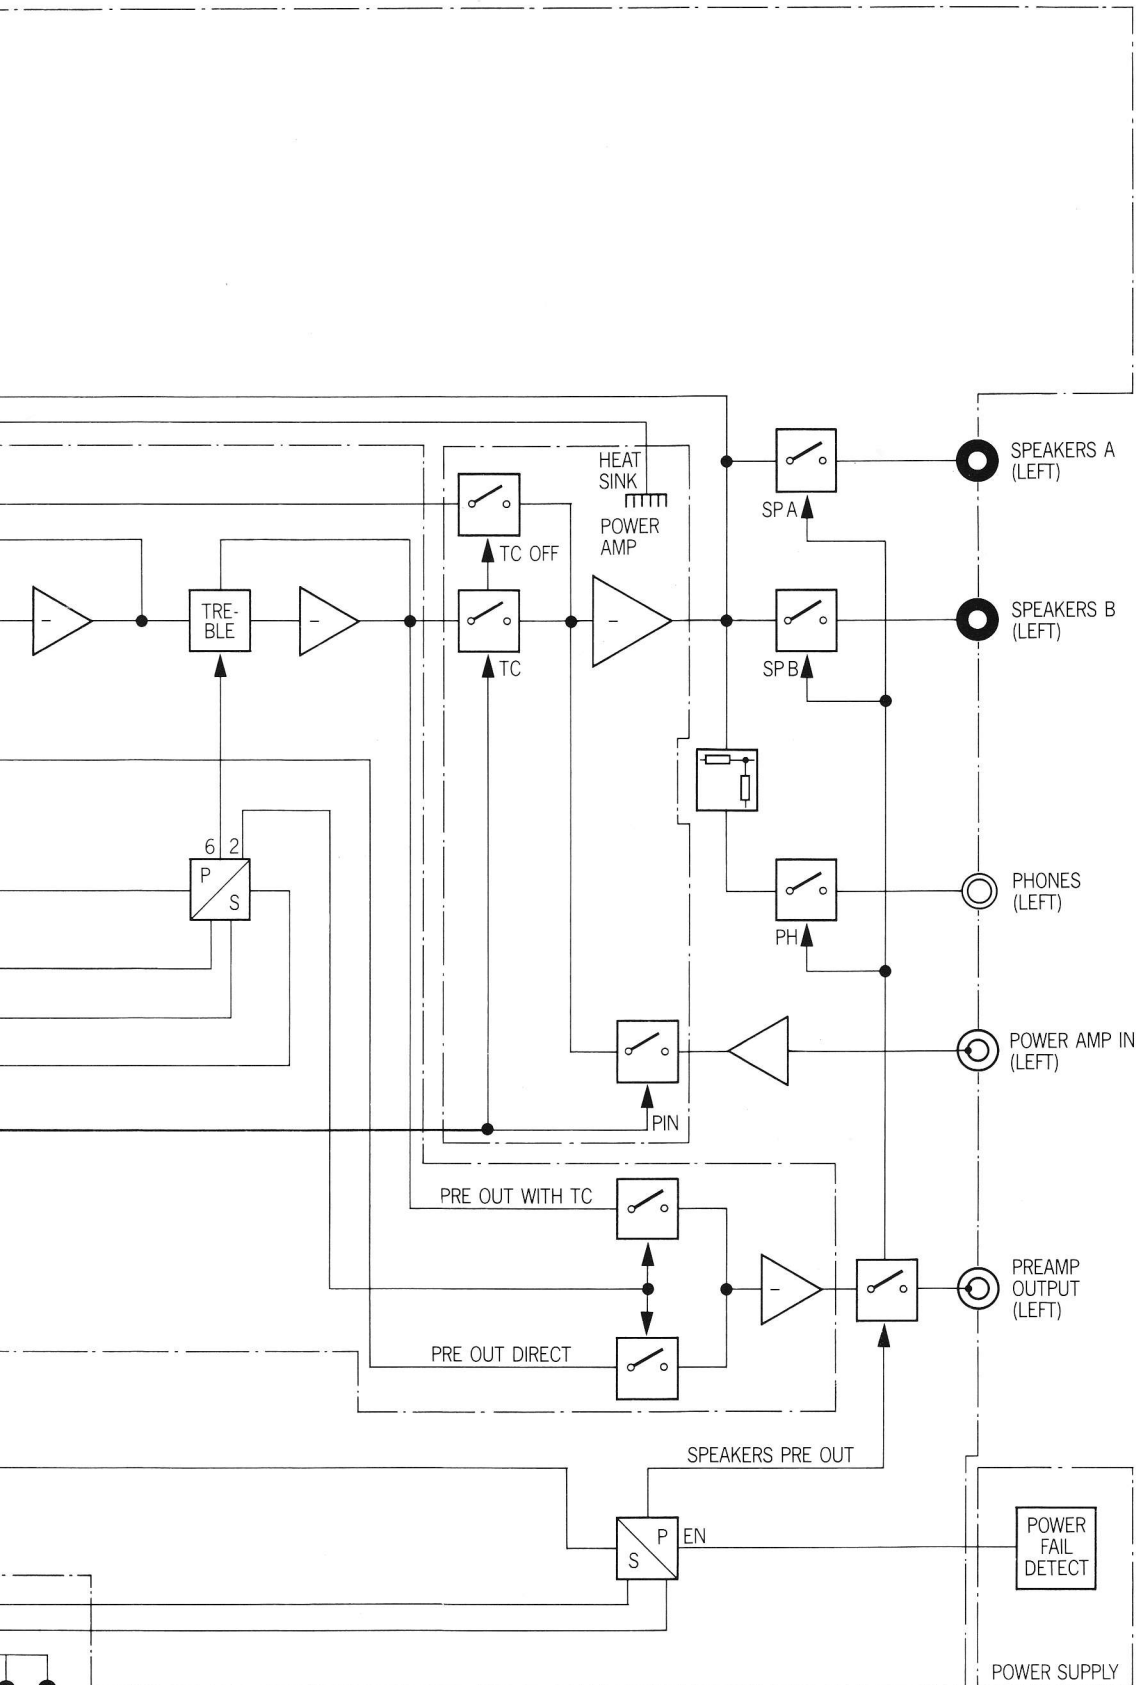 HEAT
SINK
POWER
AMP
SPEAKERS A
(LEFT)
SP A
TC OFF
TRE-
BLE
TC
SPEAKERS B
(LEFT)
SP B
6 2
P
S
PHONES
(LEFT)
PH
POWER AMP IN
(LEFT)
PIN
PRE OUT WITH TC
PREAMP
OUTPUT
(LEFT)
PRE OUT DIRECT
SPEAKERS PRE OUT
P
S
EN
POWER
FAIL
DETECT
POWER SUPPLY